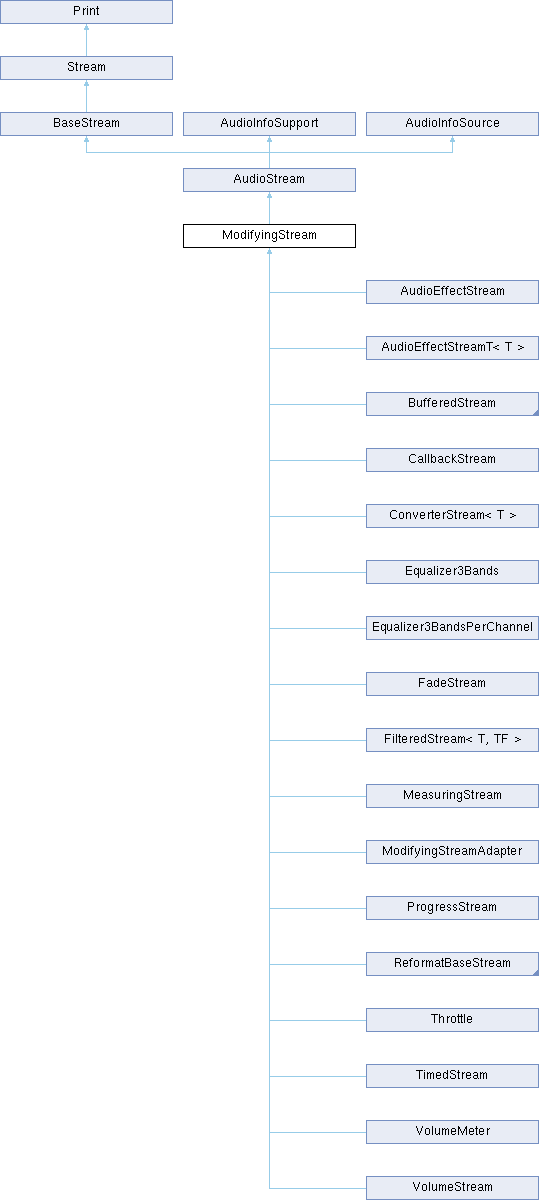 Print
Stream
BaseStream AudioInfoSupport AudioInfoSource
AudioStream
ModifyingStream
AudioEffectStream
AudioEffectStreamT< T >
BufferedStream
CallbackStream
ConverterStream< T >
Equalizer3Bands
Equalizer3BandsPerChannel
FadeStream
FilteredStream< T, TF >
MeasuringStream
ModifyingStreamAdapter
ProgressStream
ReformatBaseStream
Throttle
TimedStream
VolumeMeter
VolumeStream